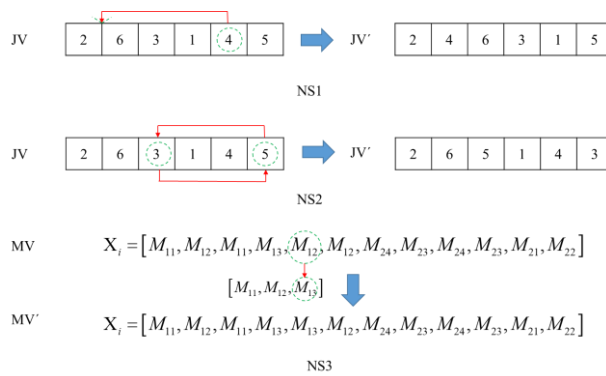 JV 2 6 3 1 4 5 JV′ 2 4 6 3 1 5
NS1
JV 2 6 3 1 4 5 JV′ 2 6 5 1 4 3
NS2
MV X_i = [M_11, M_12, M_11, M_13, M_12, M_12, M_24, M_23, M_24, M_23, M_21, M_22]
[M_11, M_12, M_13]
MV′ X_i = [M_11, M_12, M_11, M_13, M_13, M_12, M_24, M_23, M_24, M_23, M_21, M_22]
NS3